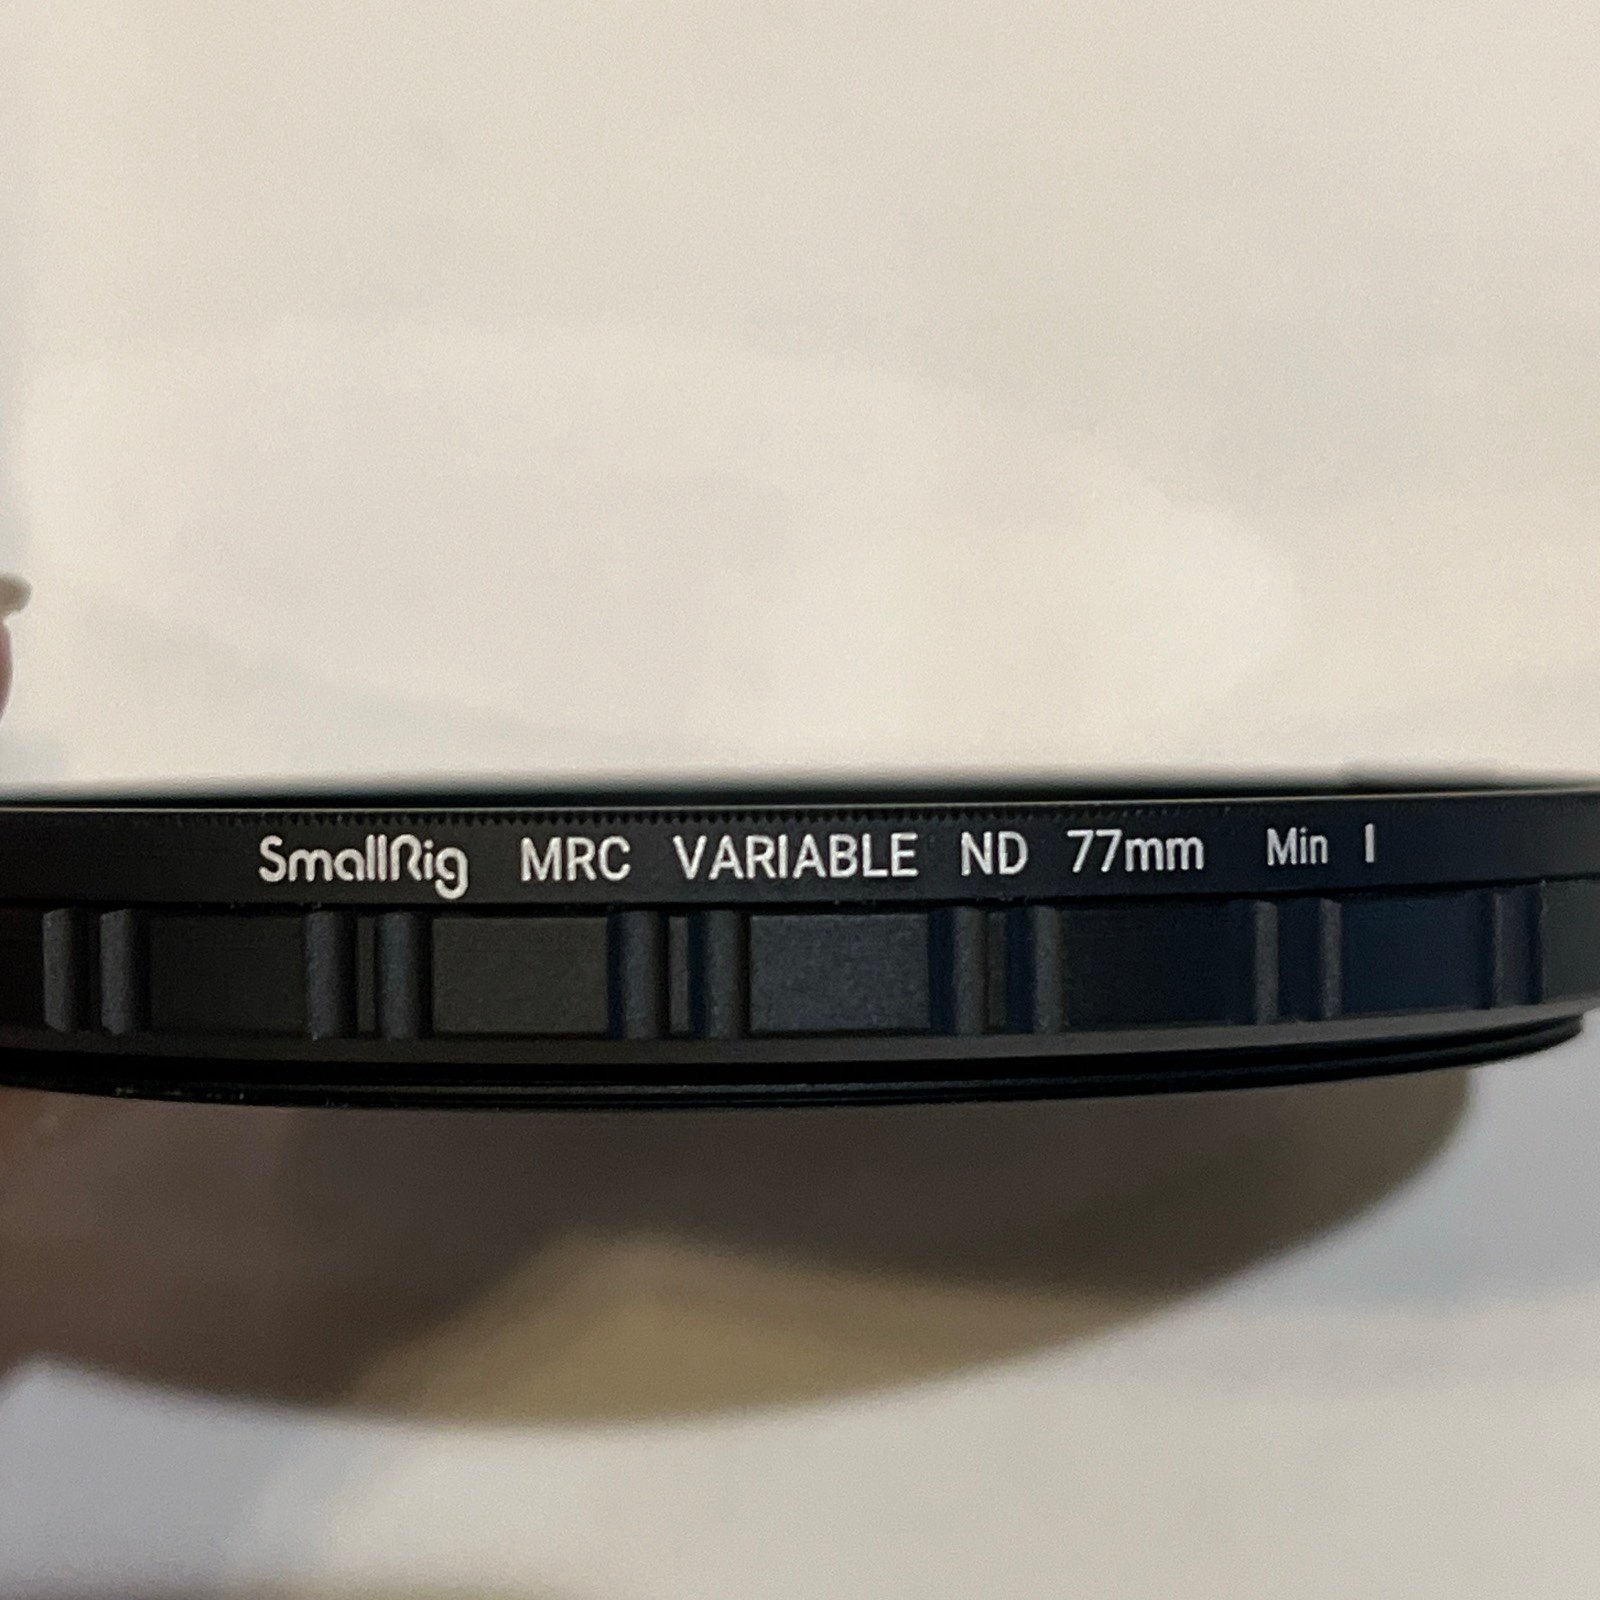 SmallRig MRC VARIABLE ND 77mm Min I